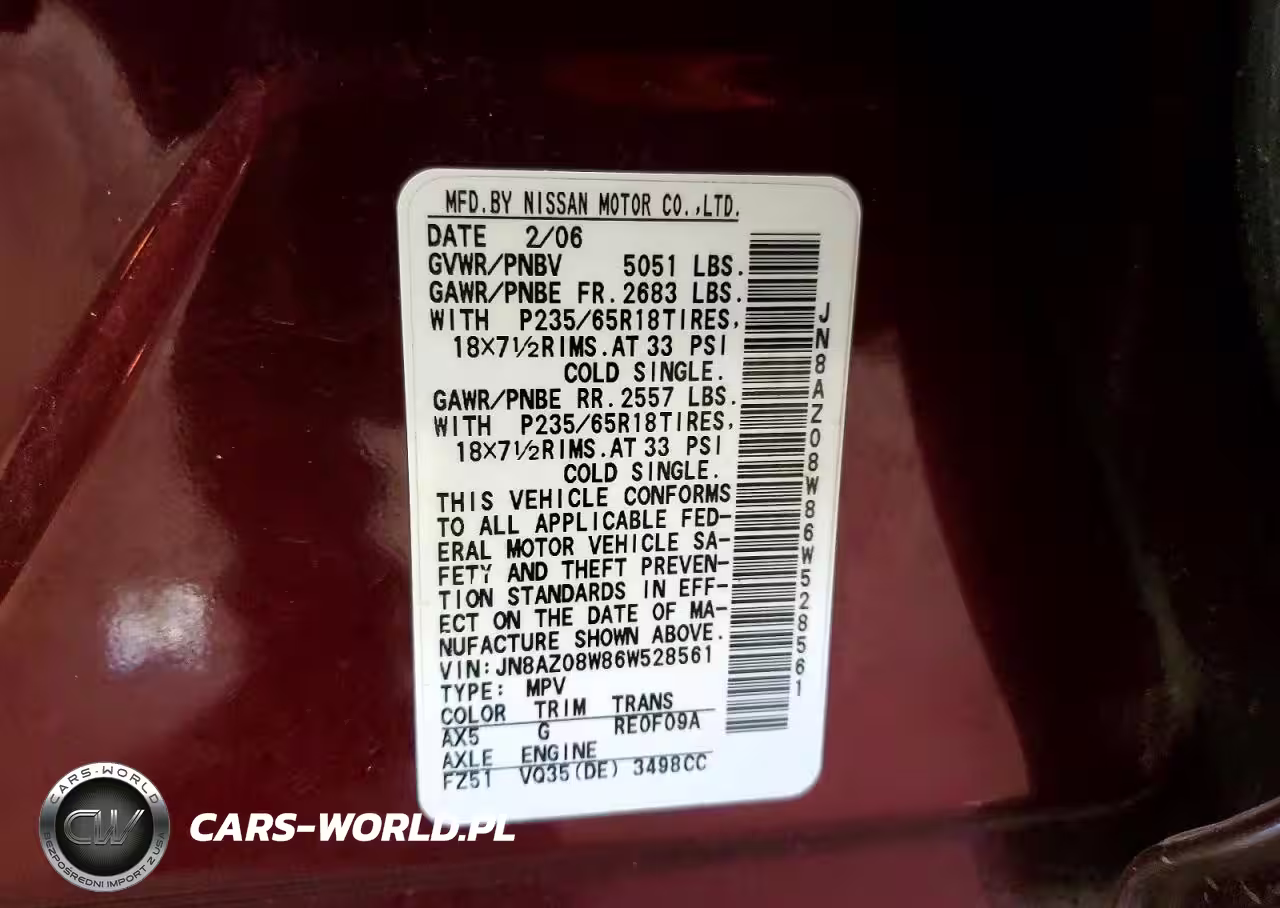 MFD.BY NISSAN MOTOR CO.,LTD.
DATE 2/06
GVWR/PNBV 5051 LBS.
GAWR/PNBE FR.2683 LBS.
WITH P235/65R18TIRES,
18×7½RIMS.AT 33 PSI
COLD SINGLE.
GAWR/PNBE RR.2557 LBS.
WITH P235/65R18TIRES,
18×7½RIMS.AT 33 PSI
COLD SINGLE.
THIS VEHICLE CONFORMS
TO ALL APPLICABLE FED-
ERAL MOTOR VEHICLE SA-
FETY AND THEFT PREVEN-
TION STANDARDS IN EFF-
ECT ON THE DATE OF MA-
NUFACTURE SHOWN ABOVE.
VIN:JN8AZ08W86W528561
TYPE: MPV
COLOR TRIM TRANS
AX5 G RE0F09A
AXLE ENGINE
FZ51 VQ35(DE) 3498CC
JN8AZ08W86W528561
CARS-WORLD
CW
BEZPOŚREDNI IMPORT Z USA
CARS-WORLD.PL